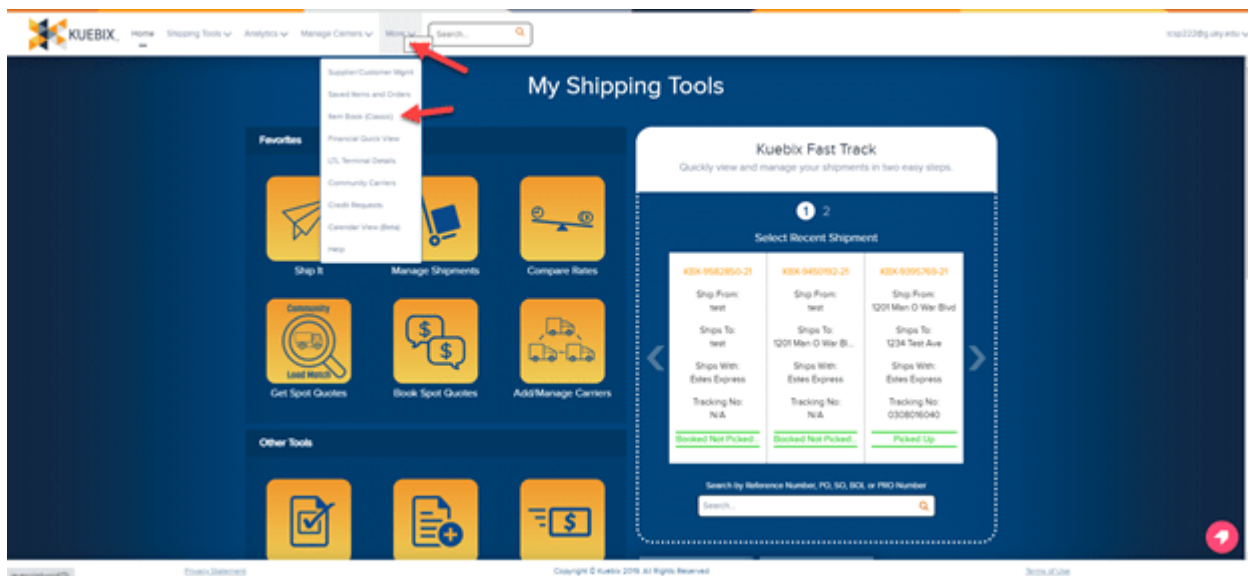 KUEBIX
Home
Shipping Tools
Analytics
Manage Carriers
More
Search...
Supplier/Customer Mgmt
Saved Items and Orders
Item Book (Classic)
Financial Quick View
LTL Terminal Details
Community Carriers
Credit Requests
Calendar View (Beta)
Help
My Shipping Tools
Favorites
Ship It
Manage Shipments
Compare Rates
Community
Load Match
Get Spot Quotes
Book Spot Quotes
Add/Manage Carriers
Other Tools
Kuebix Fast Track
Quickly view and manage your shipments in two easy steps.
1 2
Select Recent Shipment
KBX-9582850-21
Ship From:
test
Ships To:
test
Ships With:
Estes Express
Tracking No:
N/A
Booked Not Picked...
KBX-9450192-21
Ship From:
test
Ships To:
1201 Man O War Bl...
Ships With:
Estes Express
Tracking No:
N/A
Booked Not Picked...
KBX-9395769-21
Ship From:
1201 Man O War Blvd
Ships To:
1234 Test Ave
Ships With:
Estes Express
Tracking No:
0308016040
Picked Up
Search by Reference Number, PO, SO, BOL or PRO Number
Search...
Privacy Statement
Copyright © Kuebix 2019. All Rights Reserved
Terms of Use